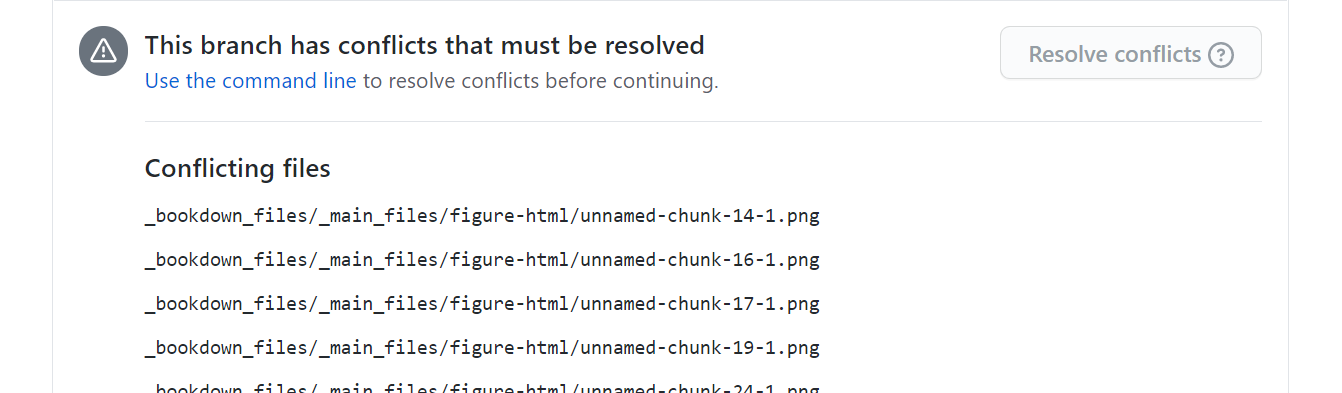 This branch has conflicts that must be resolved
Resolve conflicts ?
Use the command line to resolve conflicts before continuing.
Conflicting files
_bookdown_files/_main_files/figure-html/unnamed-chunk-14-1.png
_bookdown_files/_main_files/figure-html/unnamed-chunk-16-1.png
_bookdown_files/_main_files/figure-html/unnamed-chunk-17-1.png
_bookdown_files/_main_files/figure-html/unnamed-chunk-19-1.png
_bookdown_files/_main_files/figure-html/unnamed-chunk-24-1.png